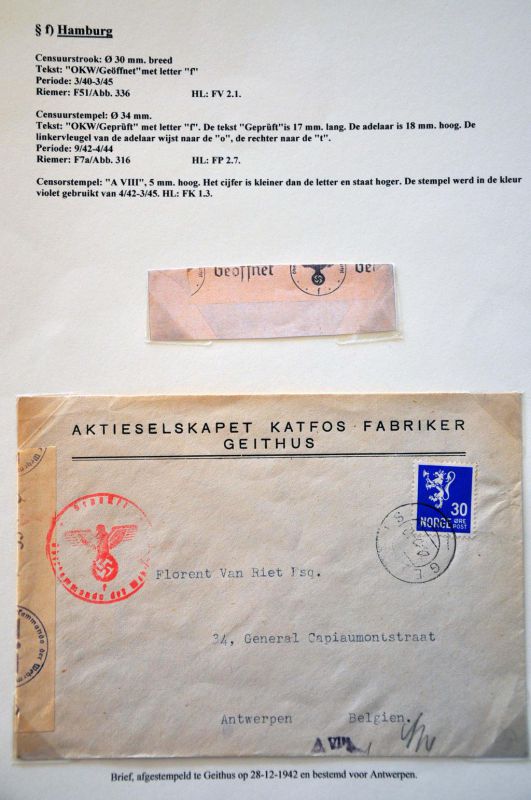 § f) Hamburg
Censuurstrook: Ø 30 mm. breed
Tekst: "OKW/Geöffnet"met letter "f"
Periode: 3/40-3/45
Riemer: F51/Abb. 336 HL: FV 2.1.
Censuurstempel: Ø 34 mm.
Tekst: "OKW/Geprüft" met letter "f". De tekst "Geprüft"is 17 mm. lang. De adelaar is 18 mm. hoog. De
linkervleugel van de adelaar wijst naar de "o", de rechter naar de "t".
Periode: 9/42-4/44
Riemer: F7a/Abb. 316 HL: FP 2.7.
Censorstempel: "A VIII", 5 mm. hoog. Het cijfer is kleiner dan de letter en staat hoger. De stempel werd in de kleur
violet gebruikt van 4/42-3/45. HL: FK 1.3.
Geöffnet
f
AKTIESELSKAPET KATFOS FABRIKER
GEITHUS
30
NORGE ØRE
POST
Geprüft
Oberkommando der
f
Florent Van Riet Esq.
34, General Capiaumontstraat
Antwerpen Belgien.
A VIII
Brief, afgestempeld te Geithus op 28-12-1942 en bestemd voor Antwerpen.